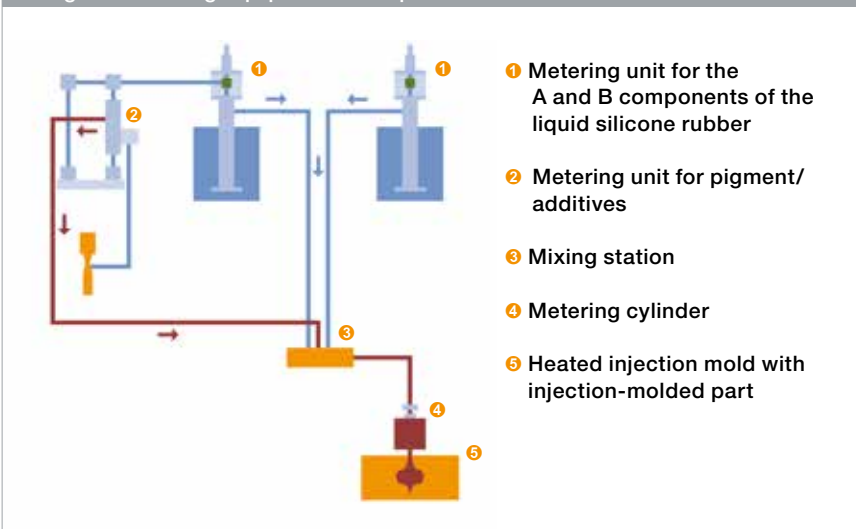 1
1
2
3
4
5
1 Metering unit for the
A and B components of the
liquid silicone rubber
2 Metering unit for pigment/
additives
3 Mixing station
4 Metering cylinder
5 Heated injection mold with
injection-molded part